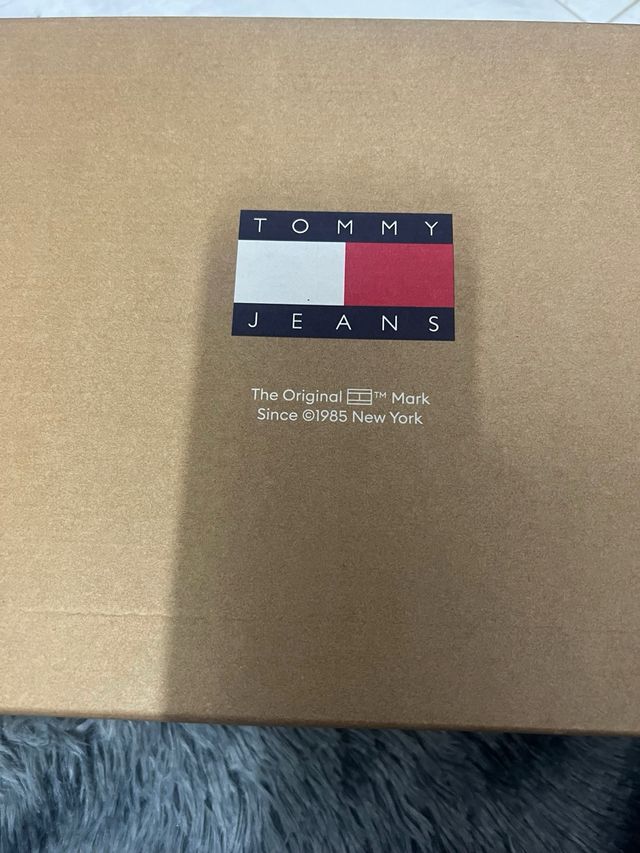 TOMMY
JEANS
The Original ™ Mark
Since ©1985 New York